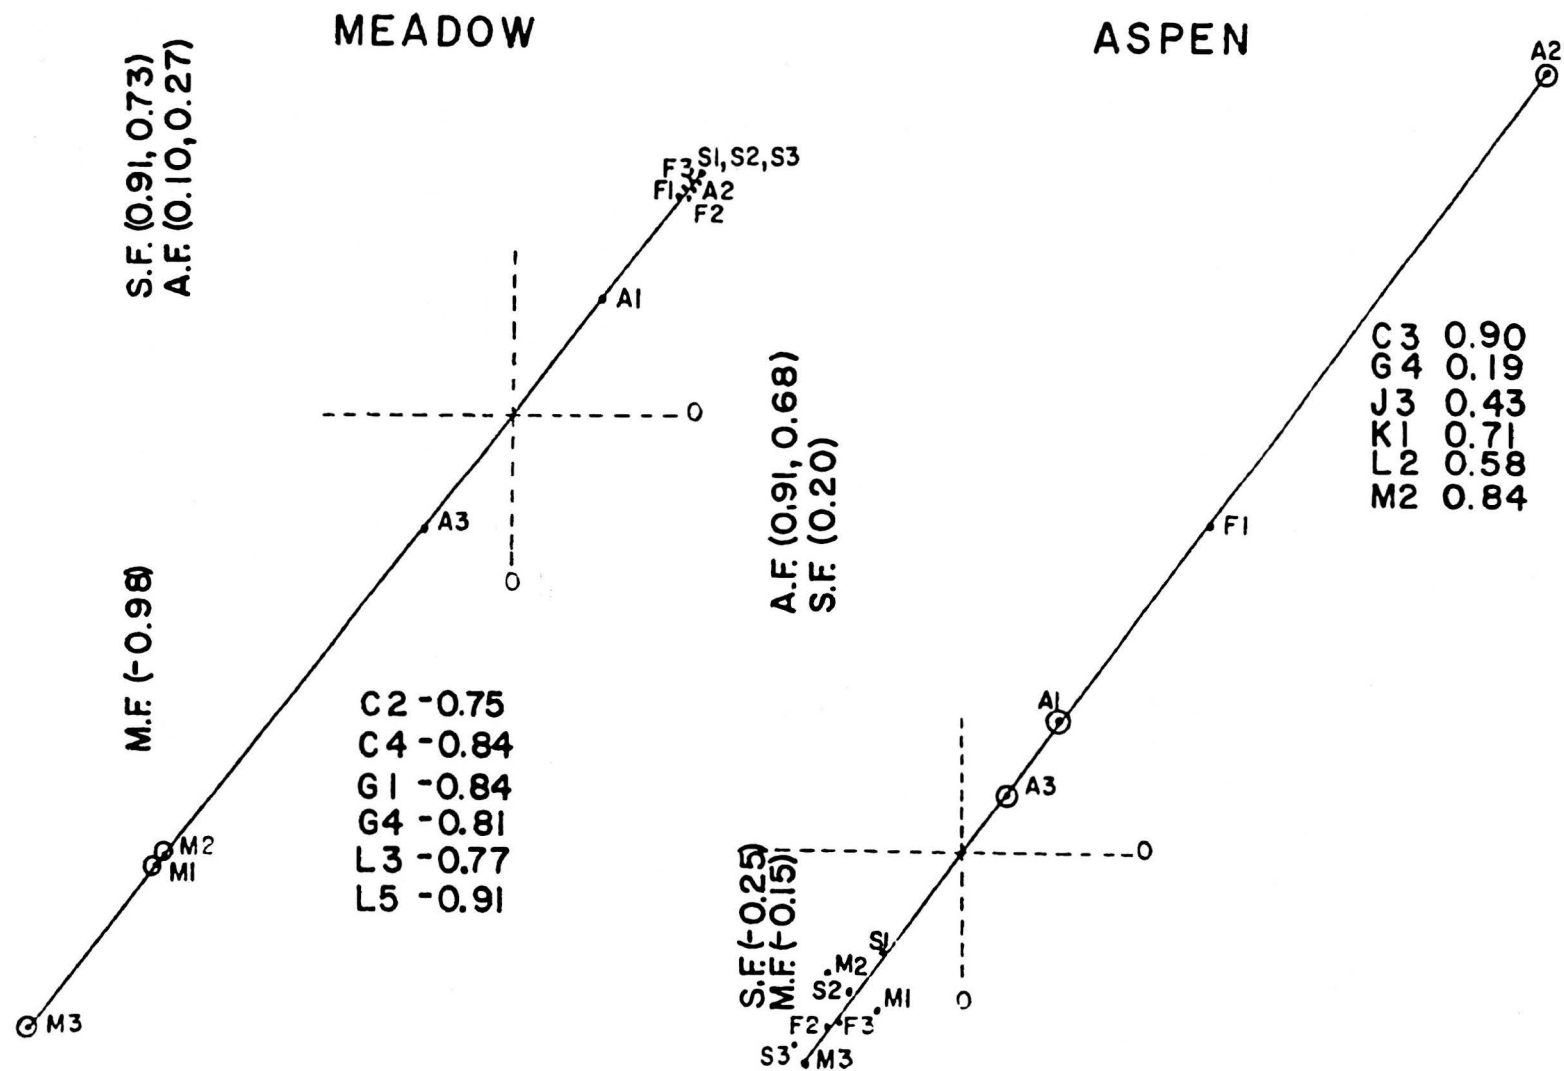 MEADOW
S.F. (0.91, 0.73)
A.F. (0.10, 0.27)
F3
S1, S2, S3
F1
A2
F2
A1
0
A3
0
M.F. (-0.98)
C2 -0.75
C4 -0.84
G1 -0.84
G4 -0.81
L3 -0.77
L5 -0.91
M2
M1
M3
ASPEN
A2
C3 0.90
G4 0.19
J3 0.43
K1 0.71
L2 0.58
M2 0.84
A.F. (0.91, 0.68)
S.F. (0.20)
F1
A1
A3
0
S.F. (-0.25)
M.F. (-0.15)
S1
M2
S2
M1
0
F2
F3
S3
M3